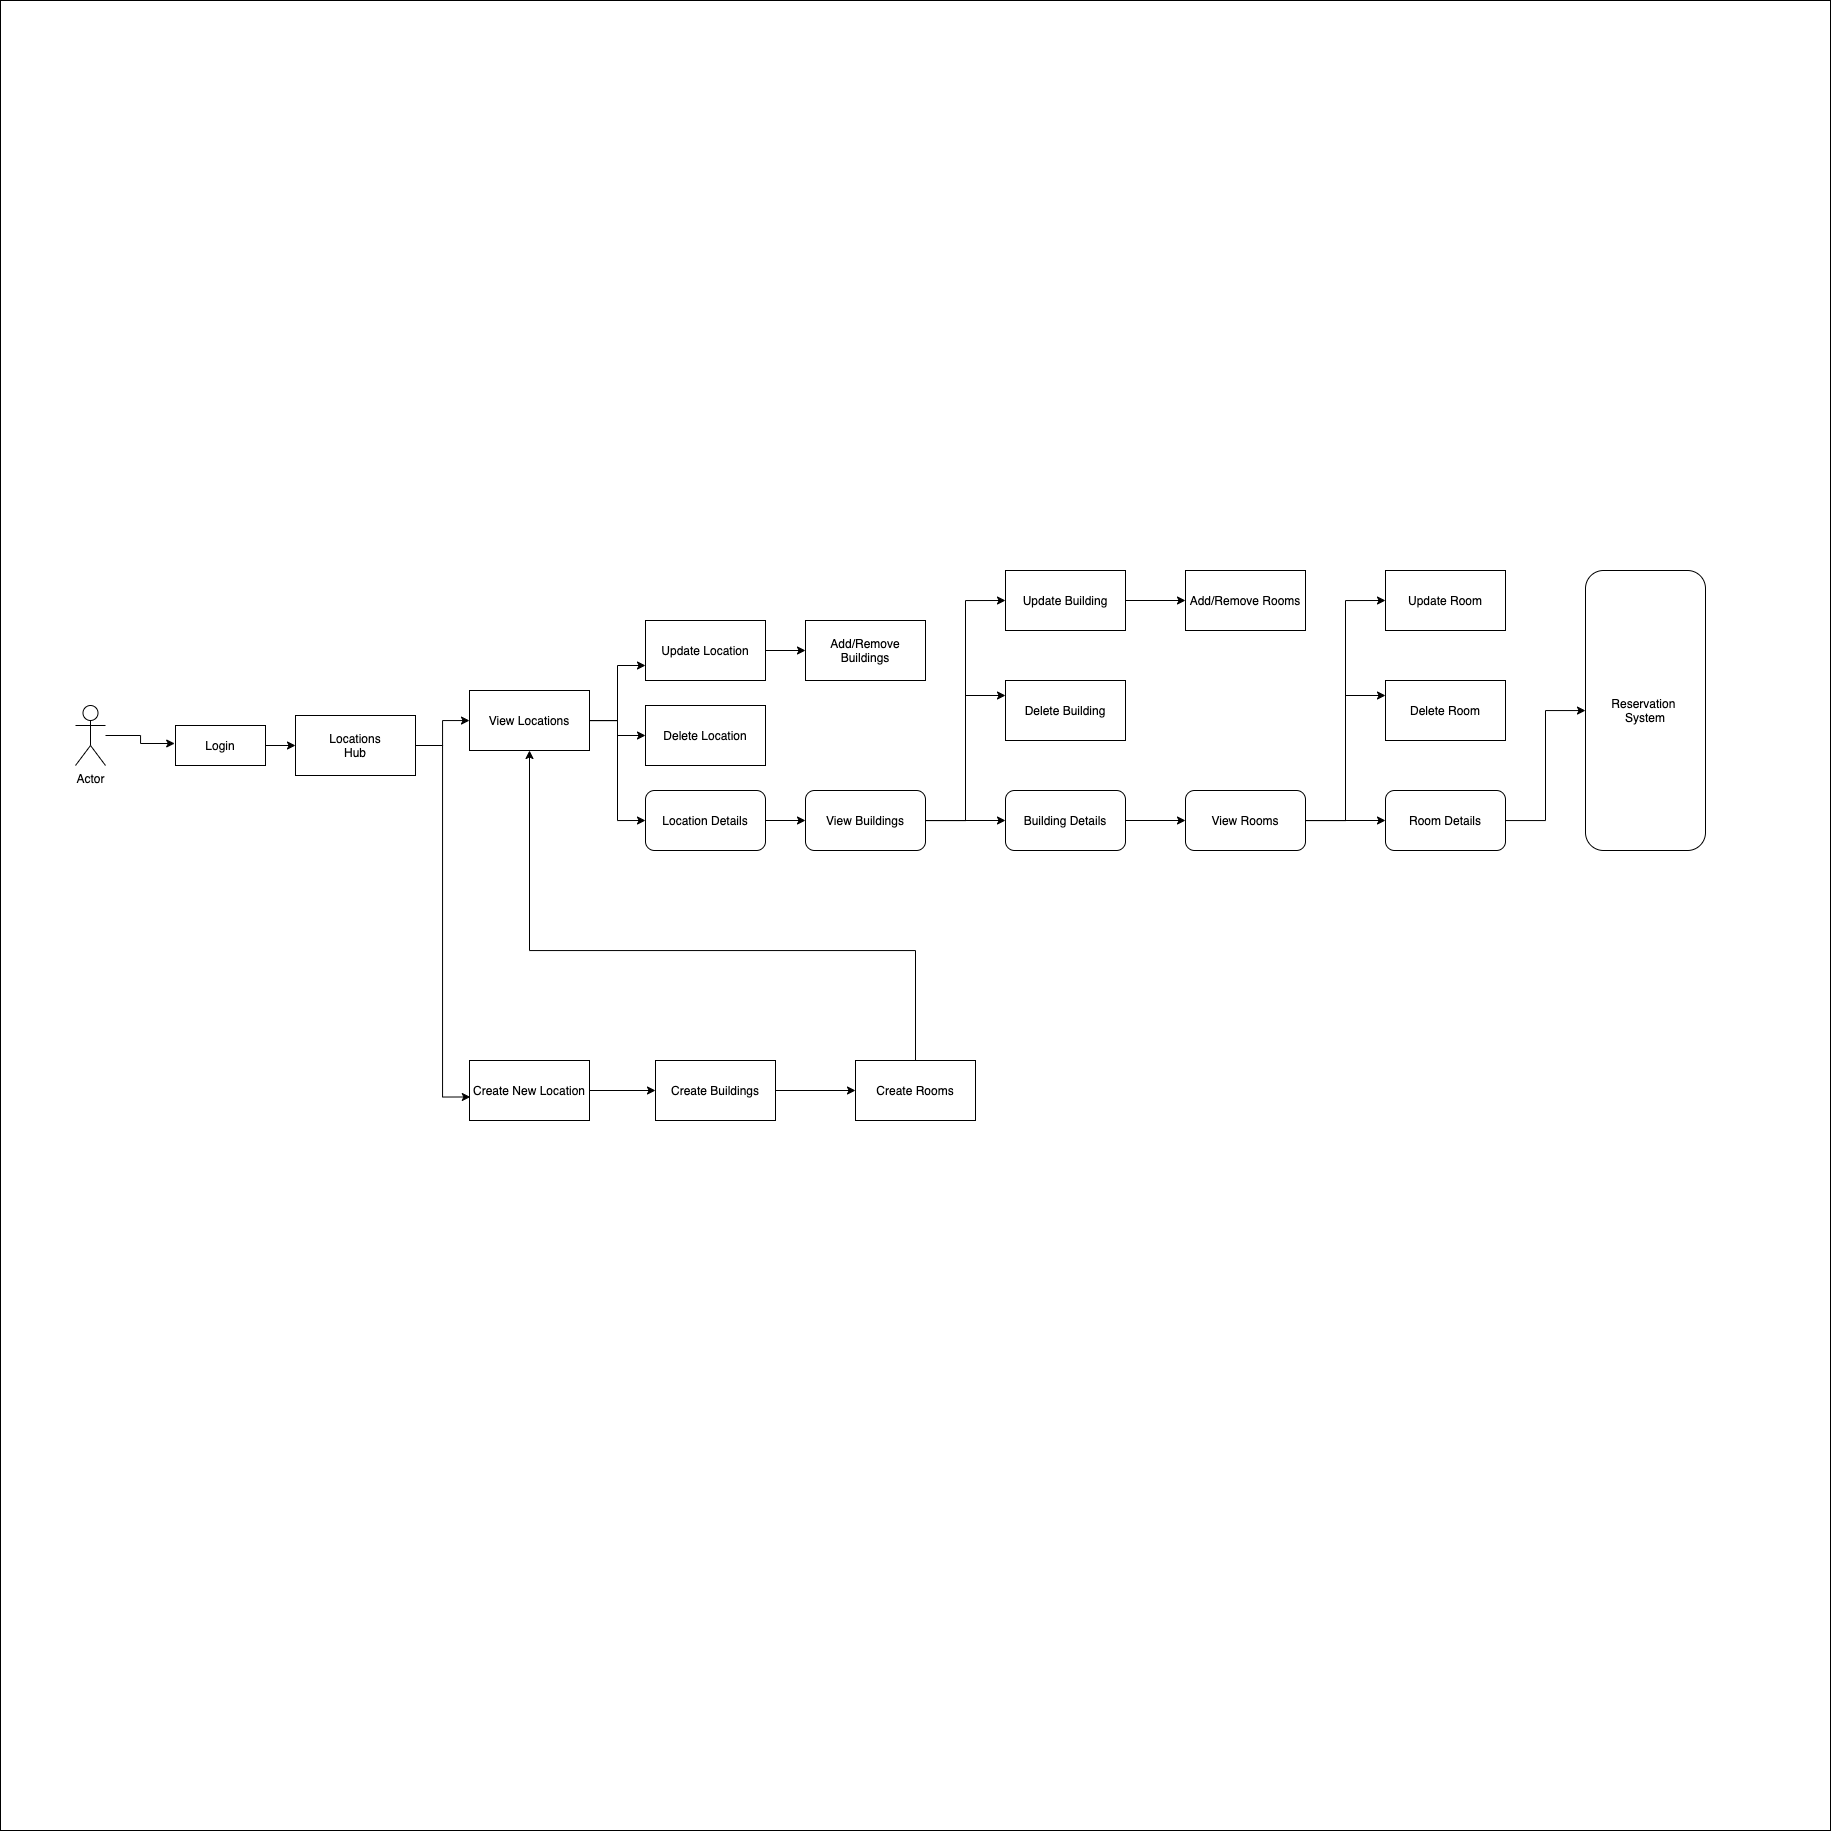 Actor
Login
Locations
Hub
View Locations
Update Location
Add/Remove
Buildings
Delete Location
Location Details
View Buildings
Update Building
Add/Remove Rooms
Delete Building
Building Details
View Rooms
Update Room
Delete Room
Room Details
Reservation
System
Create New Location
Create Buildings
Create Rooms